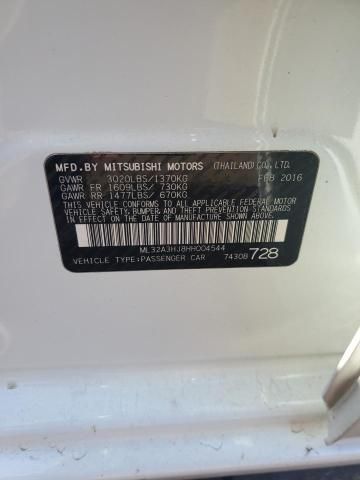 MFD.BY MITSUBISHI MOTORS (THAILAND)CO.,LTD.
GVWR 3020LBS/1370KG FEB 2016
GAWR FR 1609LBS/ 730KG
GAWR RR 1477LBS/ 670KG
THIS VEHICLE CONFORMS TO ALL APPLICABLE FEDERAL MOTOR
VEHICLE SAFETY, BUMPER, AND THEFT PREVENTION STANDARDS
IN EFFECT ON THE DATE OF MANUFACTURE SHOWN ABOVE.
ML32A3HJ8HH004544
VEHICLE TYPE:PASSENGER CAR 74308 728